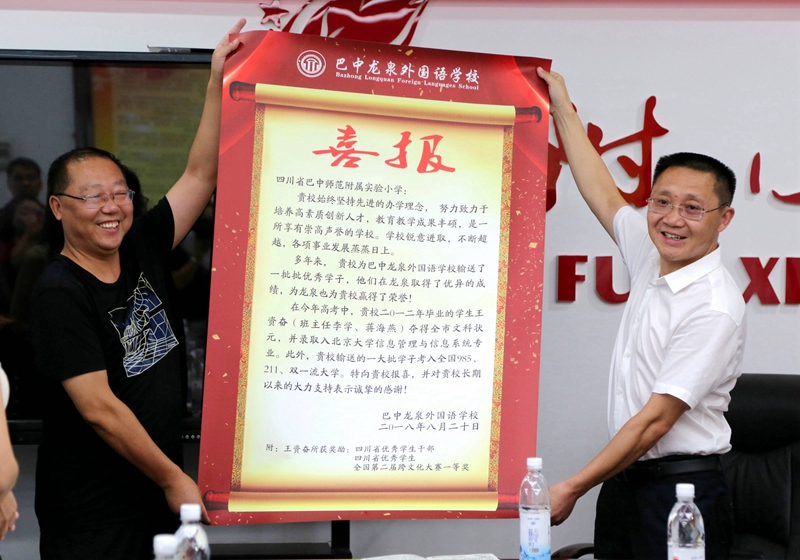 巴中龙泉外国语学校
Bazhong Longquan Foreign Languages School
喜报
四川省巴中师范附属实验小学：
贵校始终坚持先进的办学理念，努力致力于
培养高素质创新人才，教育教学成果丰硕，是一
所享有崇高声誉的学校。学校锐意进取，不断超
越，各项事业发展蒸蒸日上。
多年来，贵校为巴中龙泉外国语学校输送了
一批批优秀学子，他们在龙泉取得了优异的成
绩，为龙泉也为贵校赢得了荣誉！
在今年高考中，贵校二〇一二年毕业的学生王
资奋（班主任李学、蒋海燕）夺得全市文科状
元，并录取入北京大学信息管理与信息系统专
业。此外，贵校输送的一大批学子考入全国985、
211、双一流大学。特向贵校报喜，并对贵校长期
以来的大力支持表示诚挚的感谢！
巴中龙泉外国语学校
二〇一八年八月二十日
附：王资奋所获奖励：四川省优秀学生干部
四川省优秀学生
全国第二届跨文化大赛一等奖
附
心
FU
XI